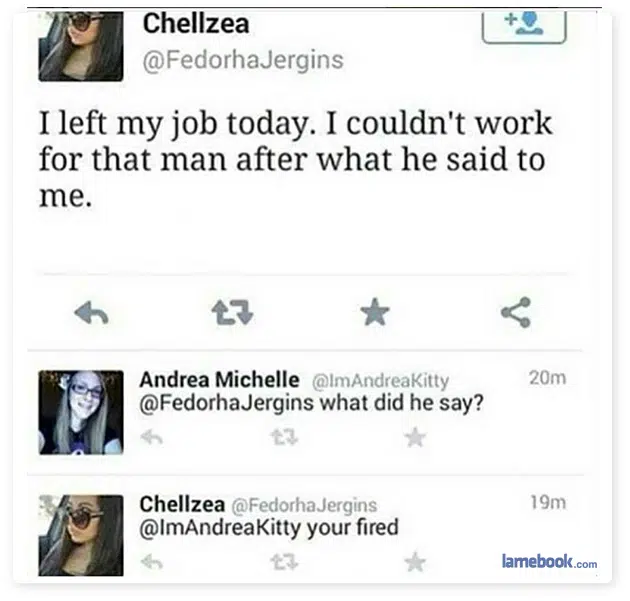 Chellzea
@FedorhaJergins
I left my job today. I couldn't work
for that man after what he said to
me.
Andrea Michelle @ImAndreaKitty 20m
@FedorhaJergins what did he say?
Chellzea @FedorhaJergins 19m
@ImAndreaKitty your fired
lamebook.com